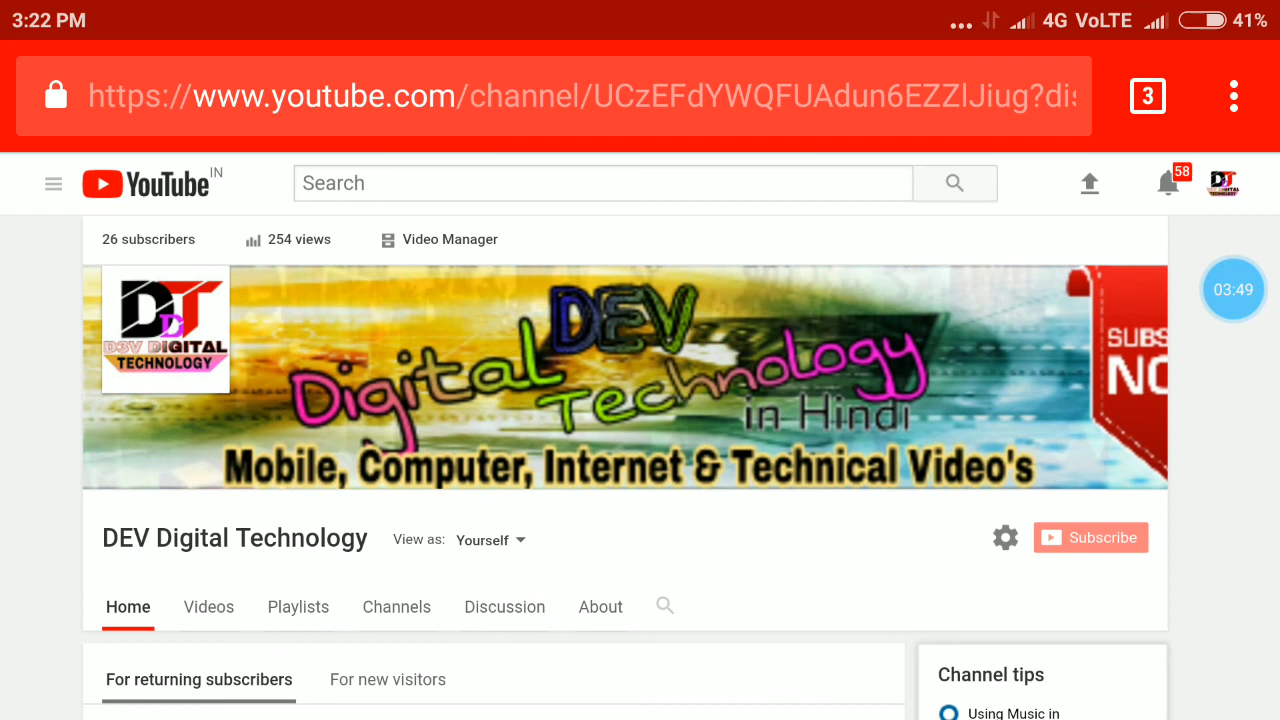 3:22 PM
4G VoLTE 41%
https://www.youtube.com/channel/UCzEFdYWQFUAdun6EZZlJiug?dis
3
YouTube IN
Search
58
26 subscribers
254 views
Video Manager
03:49
DDT
D3V DIGITAL
TECHNOLOGY
DEV
Digital
Technology
in Hindi
Mobile, Computer, Internet & Technical Video's
SUBS
NO
DEV Digital Technology
View as: Yourself
Subscribe
Home Videos Playlists Channels Discussion About
For returning subscribers For new visitors
Channel tips
Using Music in